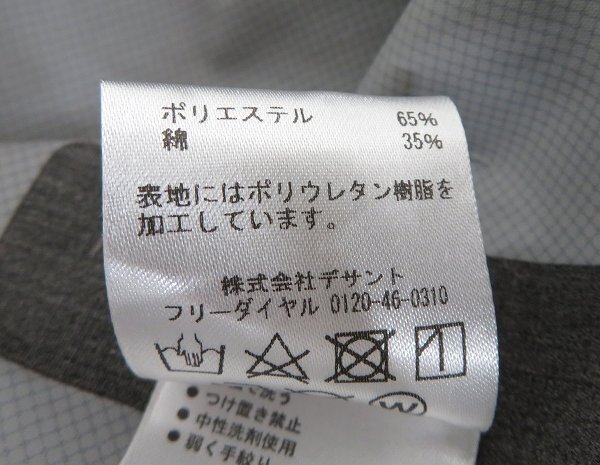 ポリエステル 65%
綿 35%
表地にはポリウレタン樹脂を
加工しています。
株式会社デサント
フリーダイヤル 0120-46-0310
W
洗う
● つけ置き禁止
● 中性洗剤使用
● 弱く手絞り